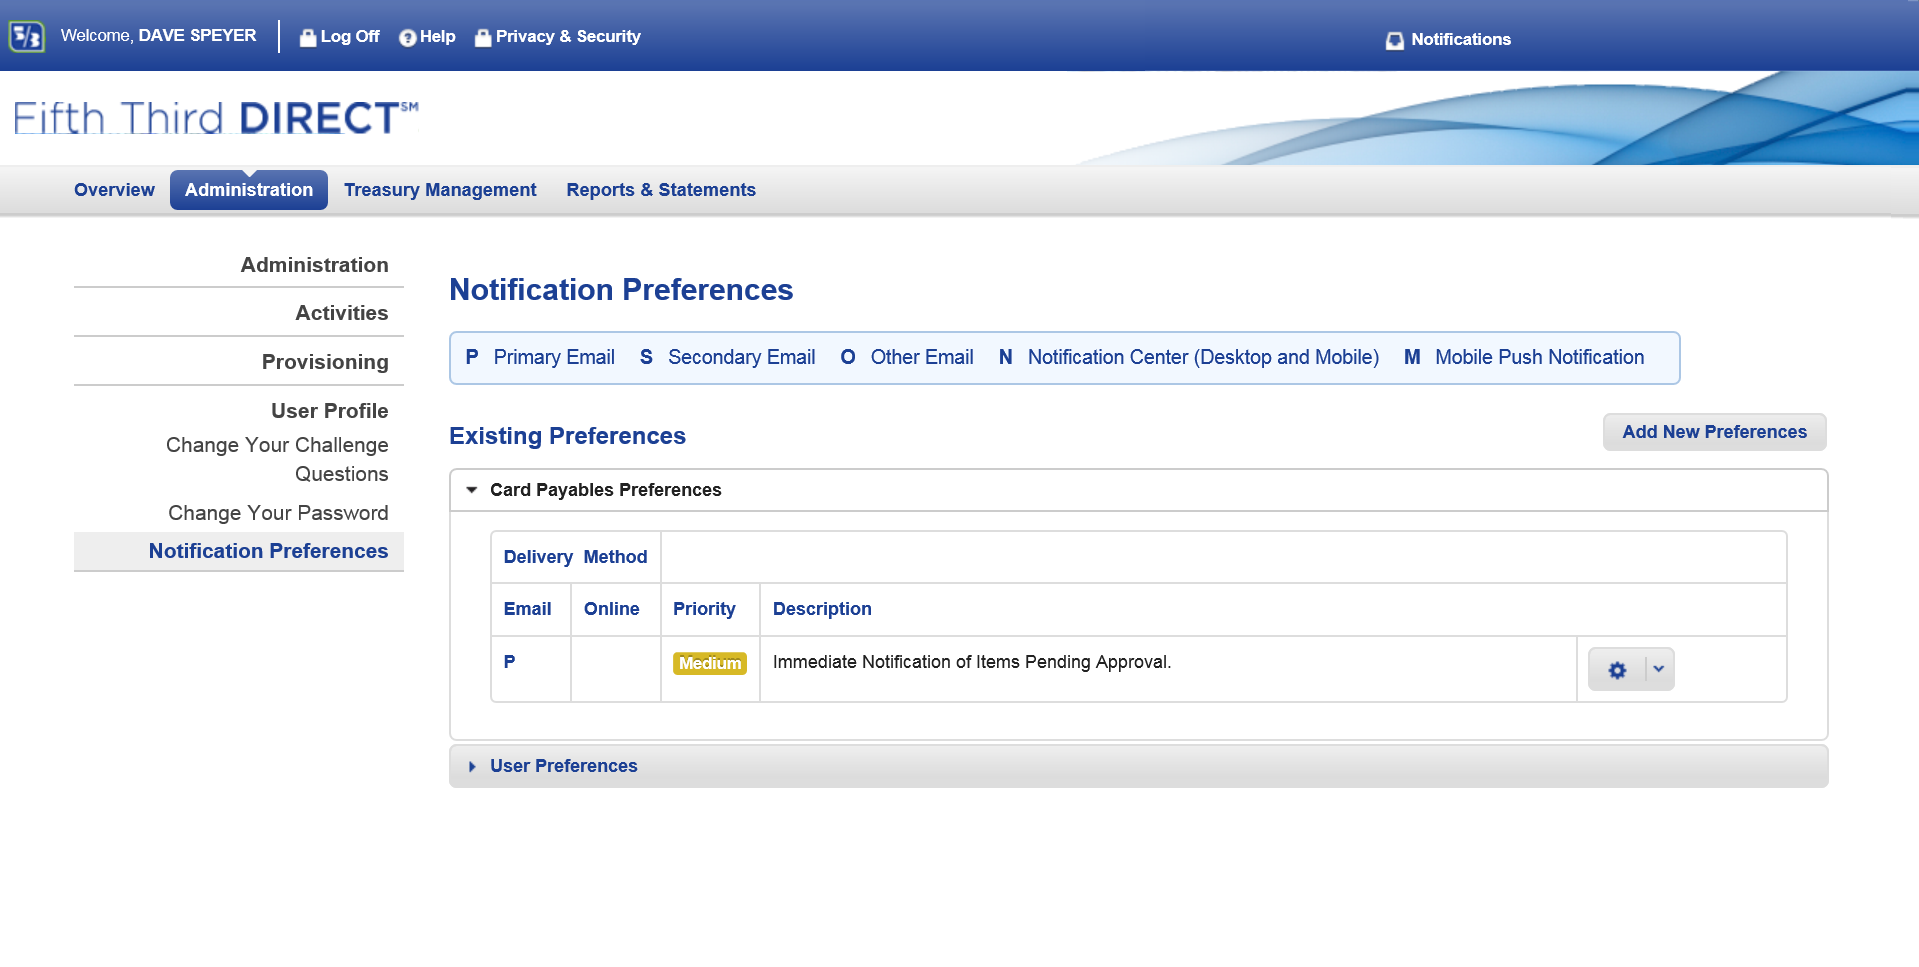 5/3 Welcome, DAVE SPEYER Log Off Help Privacy & Security Notifications
Fifth Third DIRECT℠
Overview Administration Treasury Management Reports & Statements
Administration
Activities
Provisioning
User Profile
Change Your Challenge
Questions
Change Your Password
Notification Preferences
Notification Preferences
P Primary Email S Secondary Email O Other Email N Notification Center (Desktop and Mobile) M Mobile Push Notification
Existing Preferences Add New Preferences
Card Payables Preferences
Delivery Method
Email Online Priority Description
P Medium Immediate Notification of Items Pending Approval.
User Preferences